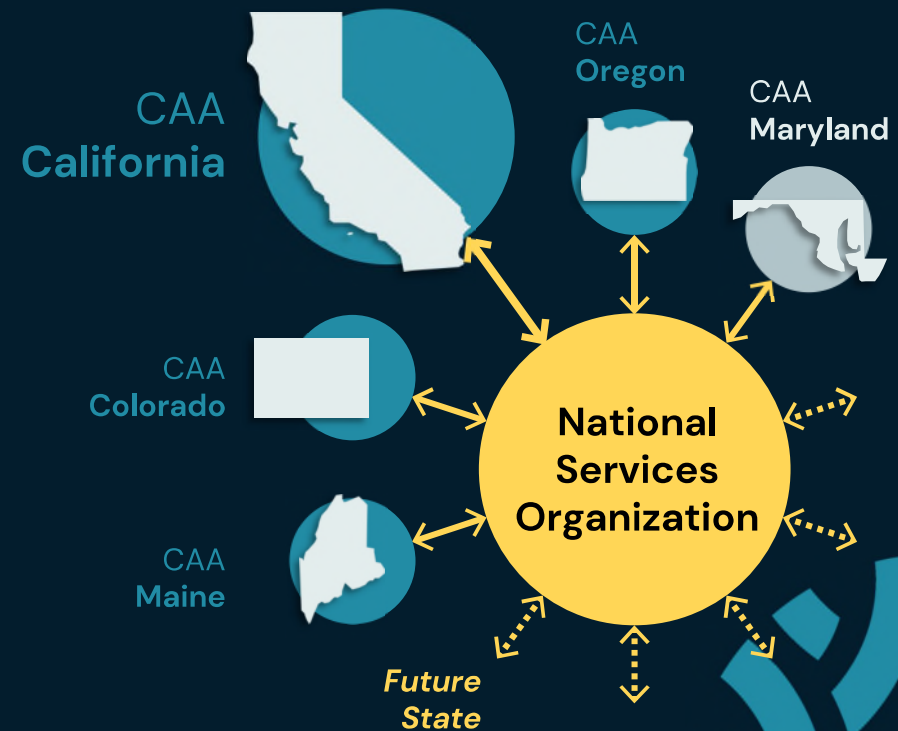 CAA
California
CAA
Oregon
CAA
Maryland
CAA
Colorado
CAA
Maine
National
Services
Organization
Future
State